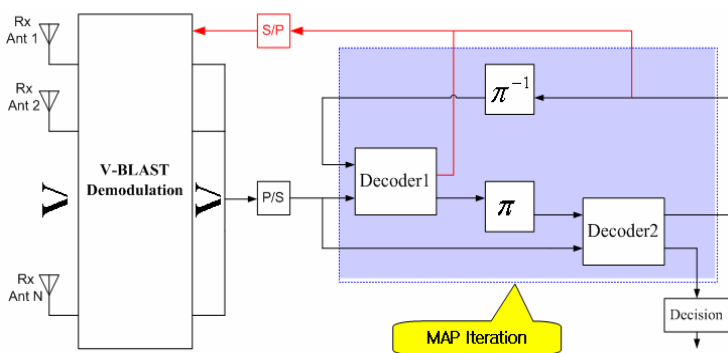 Rx
Ant 1
Rx
Ant 2
V
V
Rx
Ant N
V-BLAST
Demodulation
S/P
P/S
π⁻¹
Decoder1
π
Decoder2
Decision
MAP Iteration